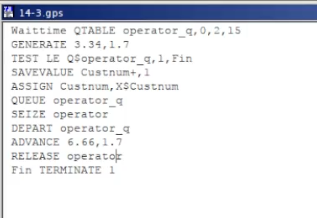 14-3.gps
Waittime QTABLE operator_q,0,2,15
GENERATE 3.34,1.7
TEST LE Q$operator_q,1,Fin
SAVEVALUE Custnum+,1
ASSIGN Custnum,X$Custnum
QUEUE operator_q
SEIZE operator
DEPART operator_q
ADVANCE 6.66,1.7
RELEASE operator
Fin TERMINATE 1